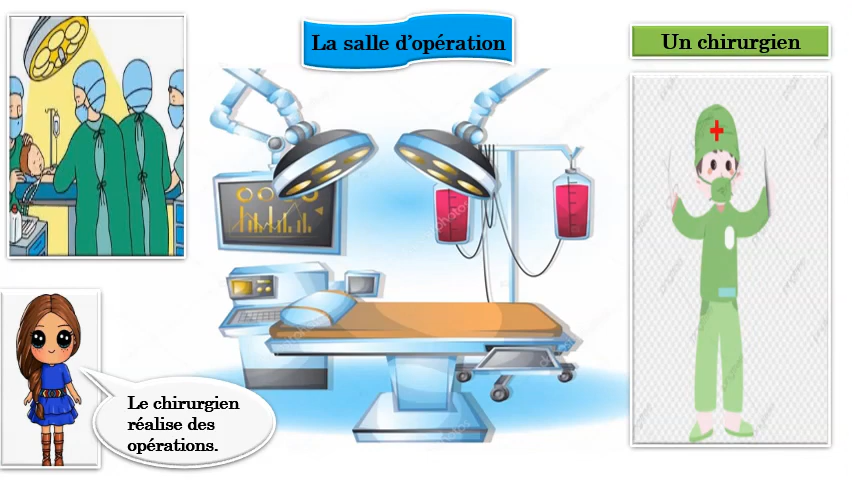 La salle d'opération
Un chirurgien
Le chirurgien
réalise des
opérations.